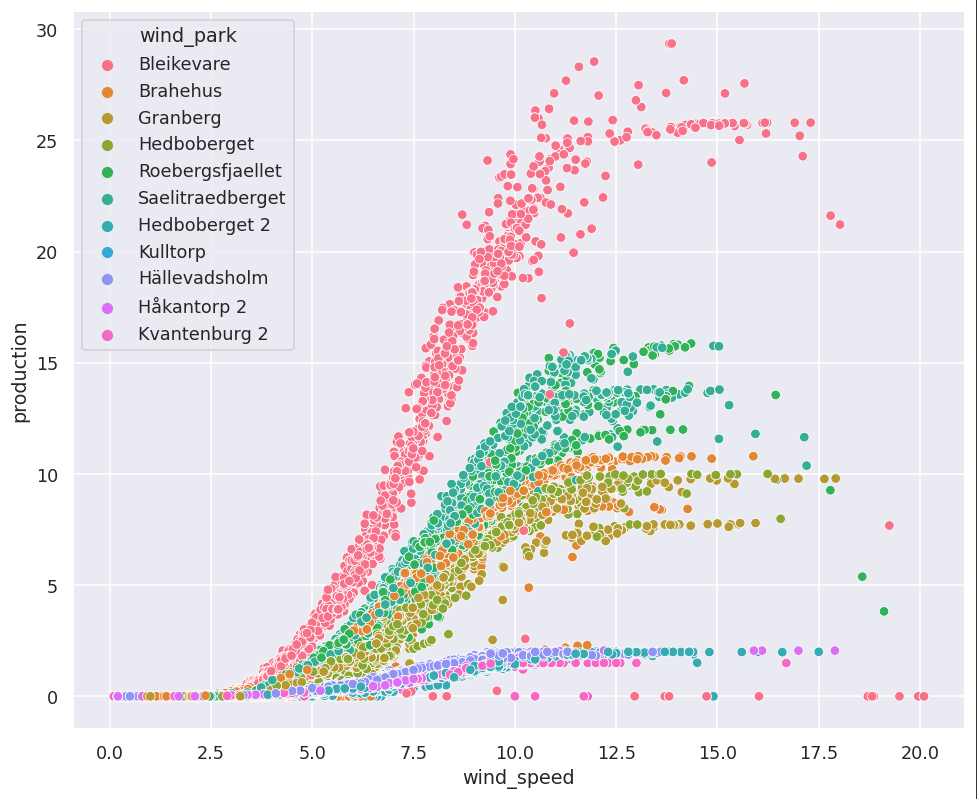 wind_park
Bleikevare
Brahehus
Granberg
Hedboberget
Roebergsfjaellet
Saelitraedberget
Hedboberget 2
Kulltorp
Hällevadsholm
Håkantorp 2
Kvantenburg 2
30
25
20
15
10
5
0
production
0.0 2.5 5.0 7.5 10.0 12.5 15.0 17.5 20.0
wind_speed